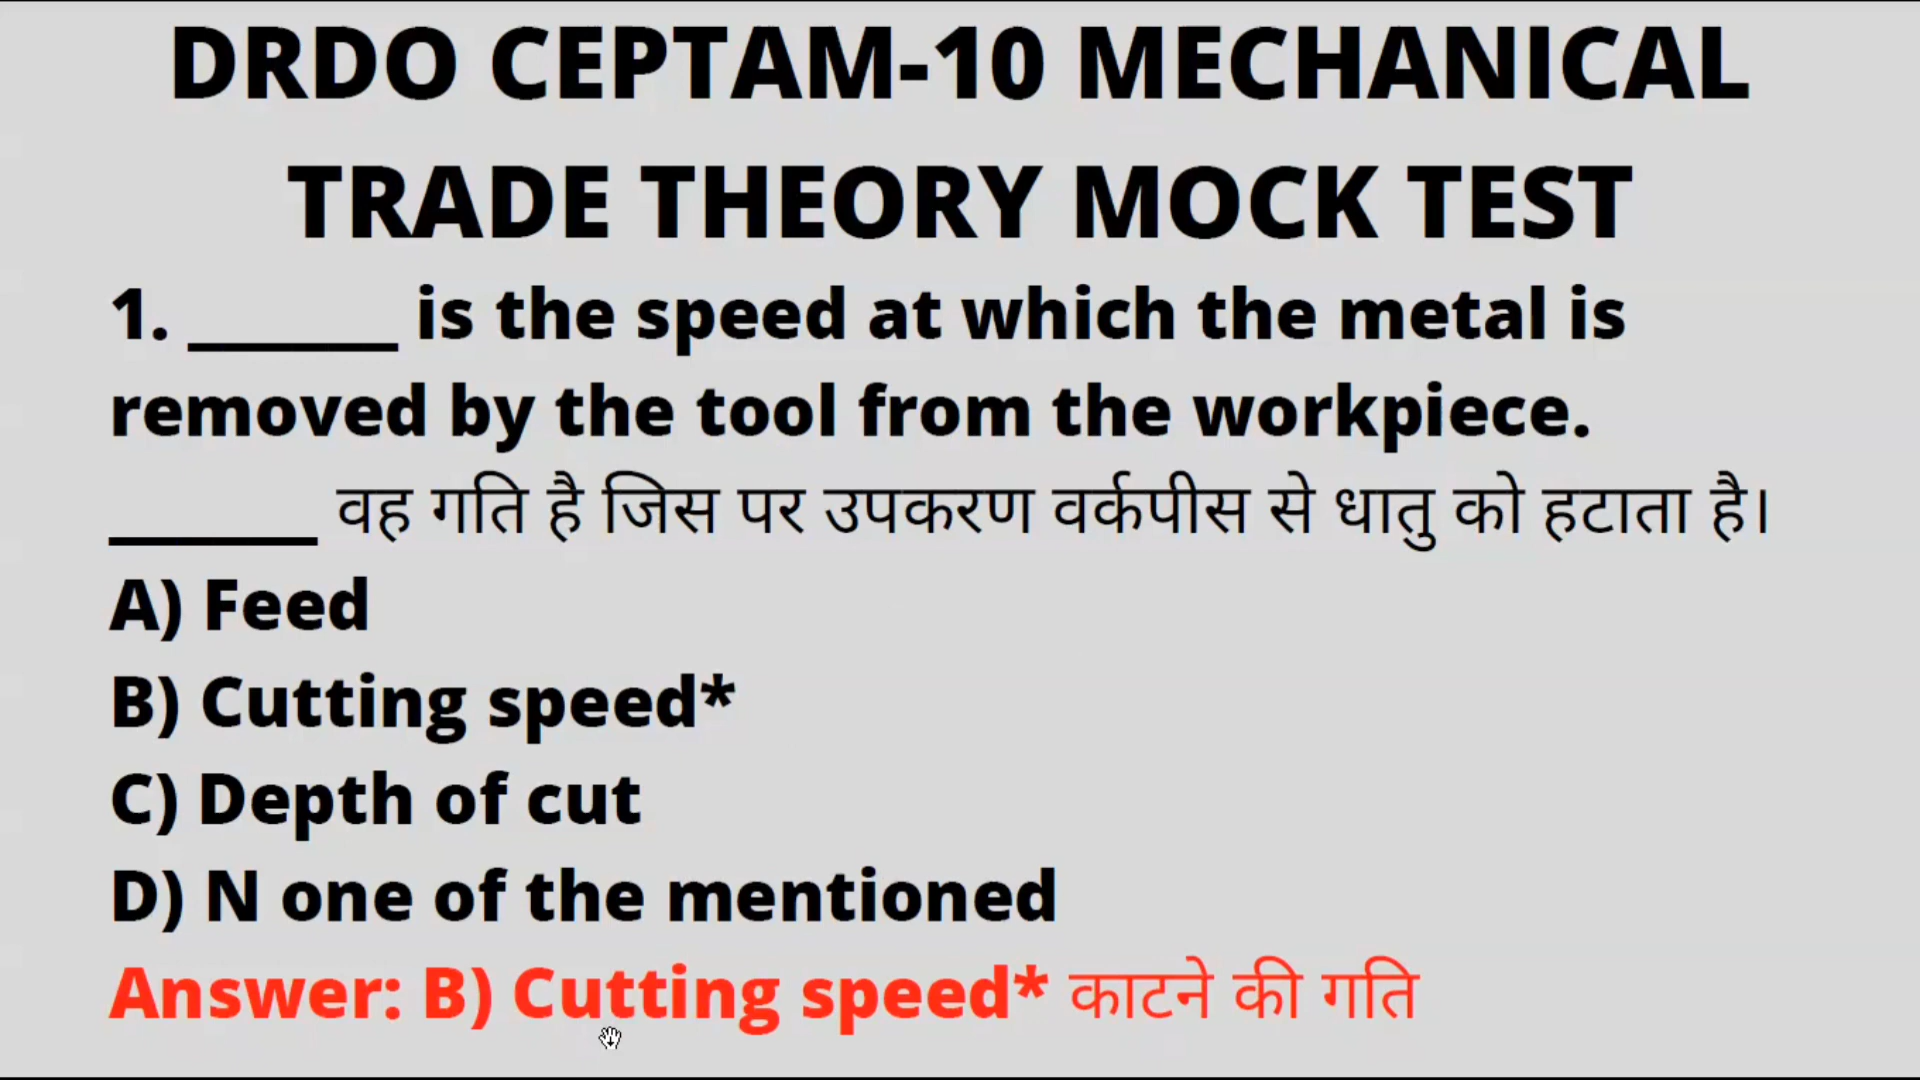 DRDO CEPTAM-10 MECHANICAL
TRADE THEORY MOCK TEST
1. ______ is the speed at which the metal is
removed by the tool from the workpiece.
______ वह गति है जिस पर उपकरण वर्कपीस से धातु को हटाता है।
A) Feed
B) Cutting speed*
C) Depth of cut
D) N one of the mentioned
Answer: B) Cutting speed* काटने की गति